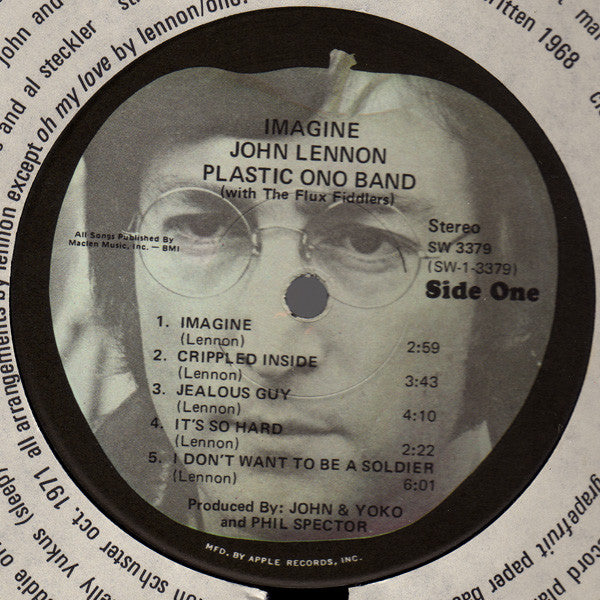 IMAGINE
JOHN LENNON
PLASTIC ONO BAND
(with The Flux Fiddlers)
All Songs Published By
Maclen Music, Inc. — BMI
Stereo
SW 3379
(SW-1-3379)
Side One
1. IMAGINE
(Lennon) 2:59
2. CRIPPLED INSIDE
(Lennon) 3:43
3. JEALOUS GUY
(Lennon) 4:10
4. IT'S SO HARD
(Lennon) 2:22
5. I DON'T WANT TO BE A SOLDIER
(Lennon) 6:01
Produced By: JOHN & YOKO
and PHIL SPECTOR
MFD. BY APPLE RECORDS, INC.
john and
s and al steckler
except oh my love by lennon/ono
written 1968
all arrangements by lennon
schuster oct. 1971
yukus (sleep)
grapefruit paper